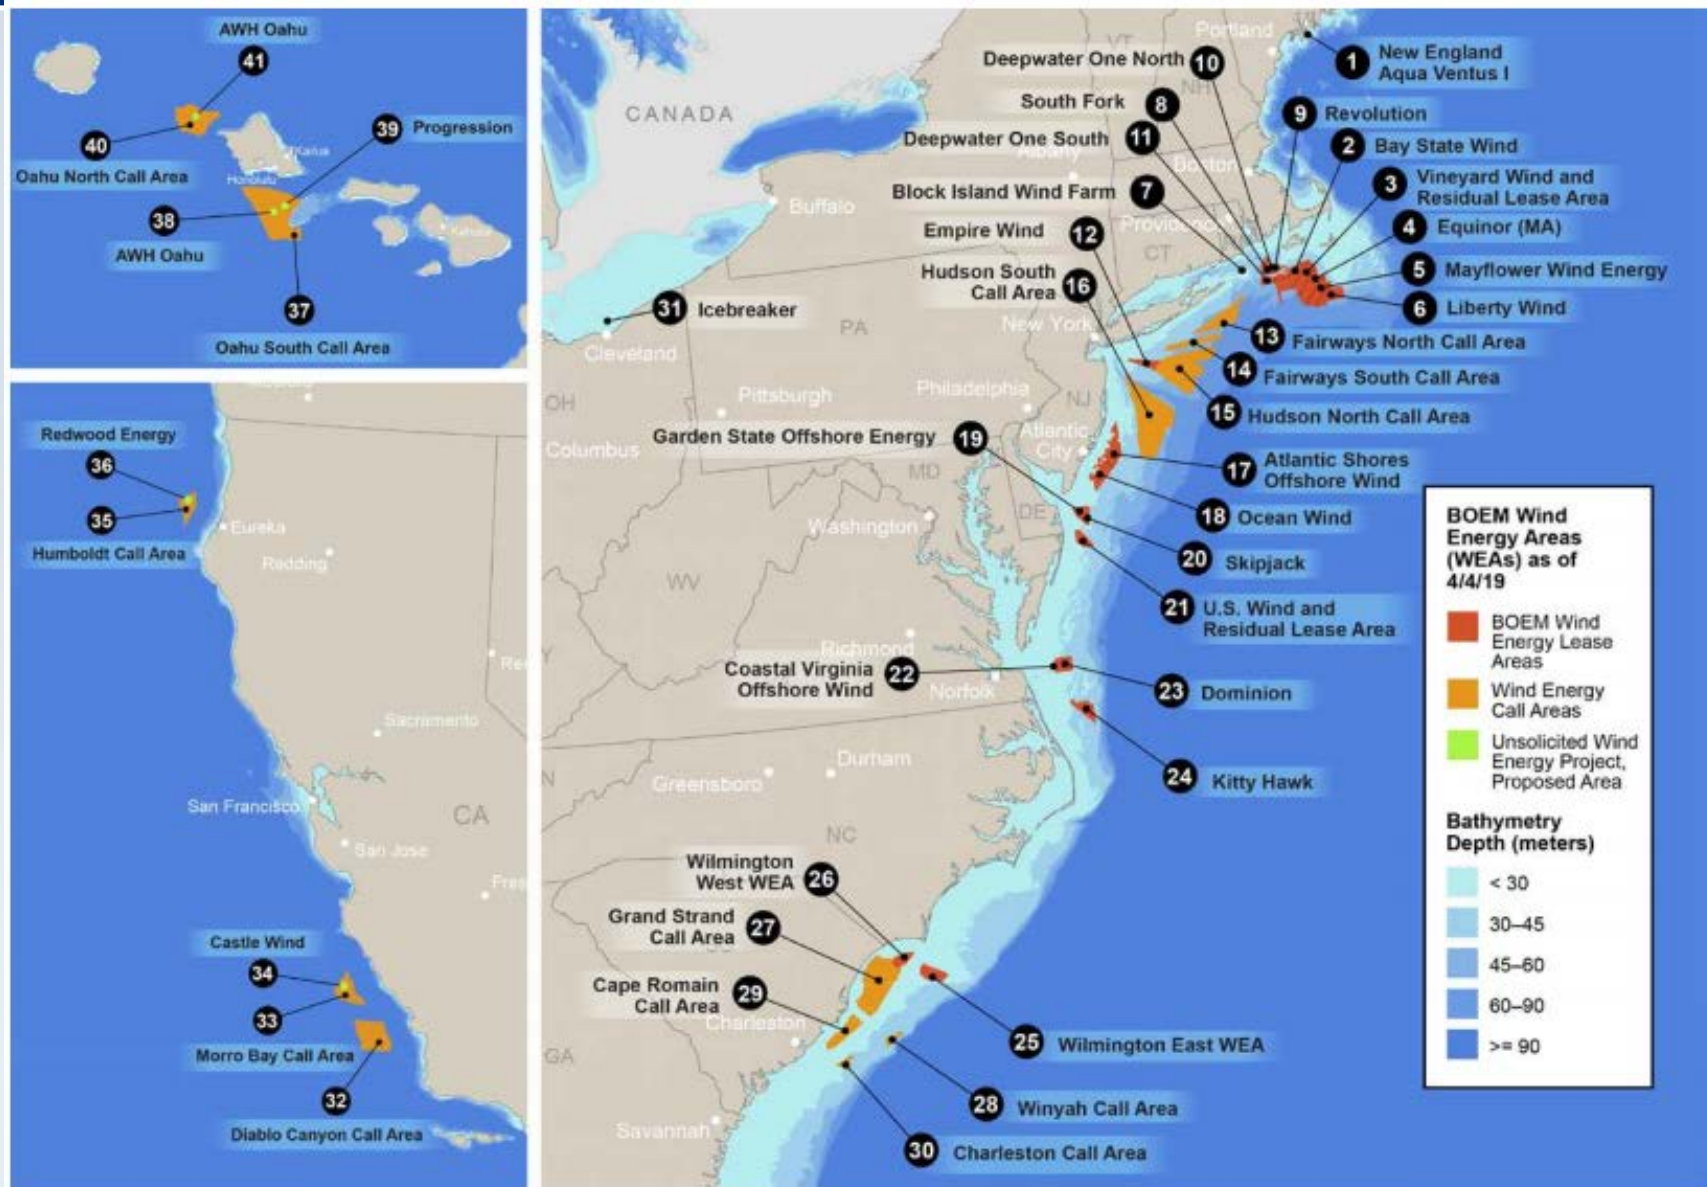 AWH Oahu
41
40
Oahu North Call Area
39
Progression
Kailua
Honolulu
38
AWH Oahu
Kahului
37
Oahu South Call Area
Redwood Energy
36
35
Humboldt Call Area
Eureka
Redding
Sacramento
San Francisco
CA
San Jose
Castle Wind
34
33
Morro Bay Call Area
32
Diablo Canyon Call Area
CANADA
VT
NH
Portland
1
New England
Aqua Ventus I
Deepwater One North
10
South Fork
8
9
Revolution
Deepwater One South
11
Albany
Boston
2
Bay State Wind
3
Vineyard Wind and
Residual Lease Area
Block Island Wind Farm
7
Buffalo
Providence
4
Equinor (MA)
Empire Wind
12
CT
5
Mayflower Wind Energy
Hudson South
Call Area
16
6
Liberty Wind
31
Icebreaker
PA
New York
13
Fairways North Call Area
Cleveland
14
Fairways South Call Area
OH
Pittsburgh
Philadelphia
NJ
15
Hudson North Call Area
Columbus
Garden State Offshore Energy
19
Atlantic
City
MD
17
Atlantic Shores
Offshore Wind
DE
18
Ocean Wind
Washington
20
Skipjack
WV
21
U.S. Wind and
Residual Lease Area
Richmond
Coastal Virginia
Offshore Wind
22
Norfolk
23
Dominion
Durham
Greensboro
24
Kitty Hawk
NC
Wilmington
West WEA
26
Grand Strand
Call Area
27
Cape Romain
Call Area
29
Charleston
GA
25
Wilmington East WEA
28
Winyah Call Area
Savannah
30
Charleston Call Area
BOEM Wind
Energy Areas
(WEAs) as of
4/4/19
BOEM Wind
Energy Lease
Areas
Wind Energy
Call Areas
Unsolicited Wind
Energy Project,
Proposed Area
Bathymetry
Depth (meters)
< 30
30–45
45–60
60–90
>= 90